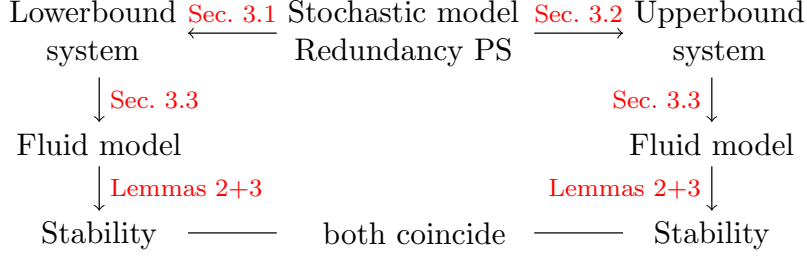 Lowerbound Sec. 3.1 Stochastic model Sec. 3.2 Upperbound
system Redundancy PS system
Sec. 3.3 Sec. 3.3
Fluid model Fluid model
Lemmas 2+3 Lemmas 2+3
Stability both coincide Stability